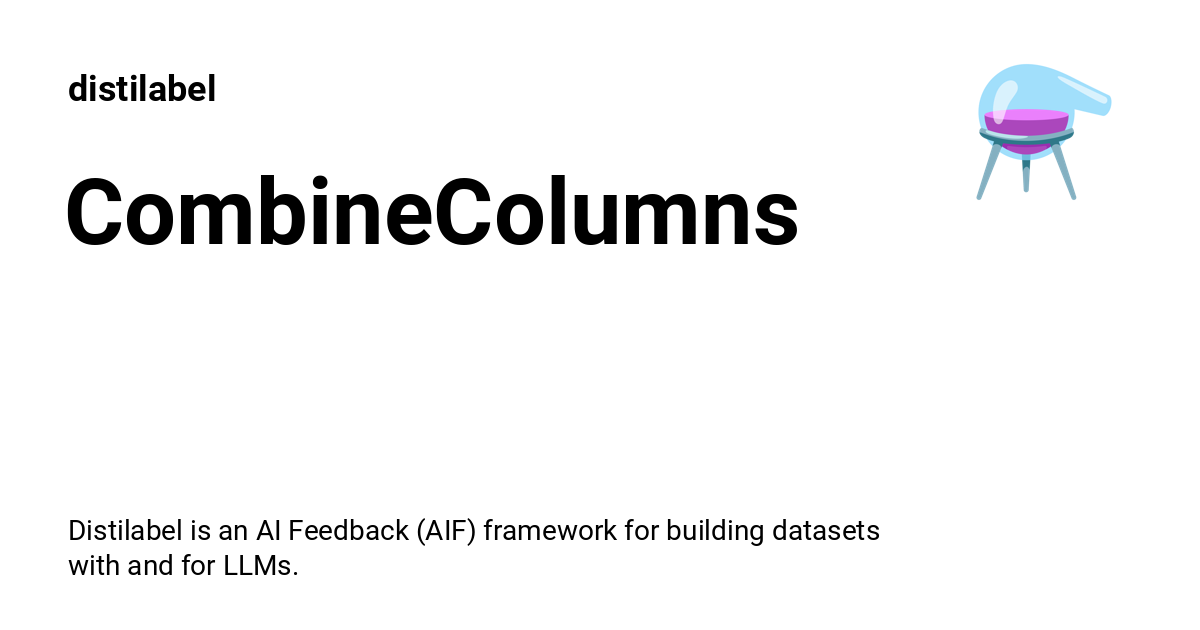 distilabel
CombineColumns
Distilabel is an AI Feedback (AIF) framework for building datasets
with and for LLMs.